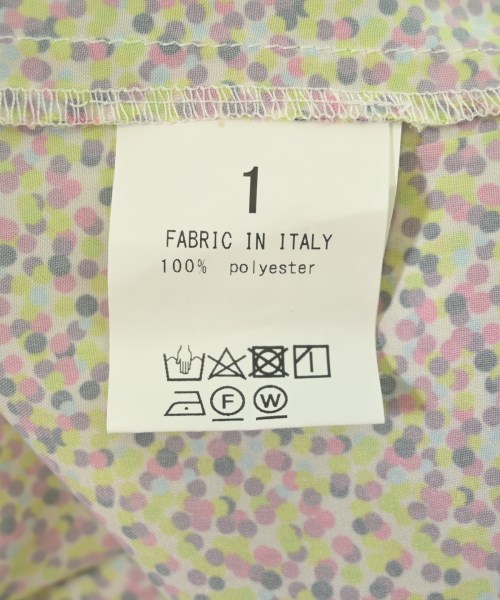 1
FABRIC IN ITALY
100% polyester
F W